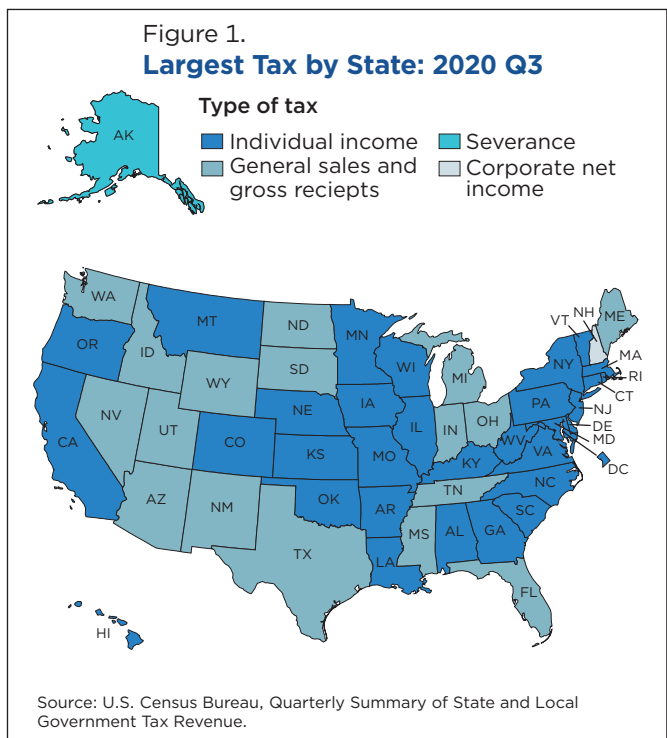 Figure 1.
Largest Tax by State: 2020 Q3
Type of tax
Individual income
General sales and
gross reciepts
Severance
Corporate net
income
AK
WA
OR
CA
NV
ID
MT
WY
UT
AZ
NM
CO
ND
SD
NE
KS
OK
TX
MN
IA
MO
AR
LA
WI
IL
MI
IN
OH
KY
TN
MS
AL
GA
FL
SC
NC
VA
WV
PA
NY
VT
NH
ME
MA
RI
CT
NJ
DE
MD
DC
HI
Source: U.S. Census Bureau, Quarterly Summary of State and Local
Government Tax Revenue.